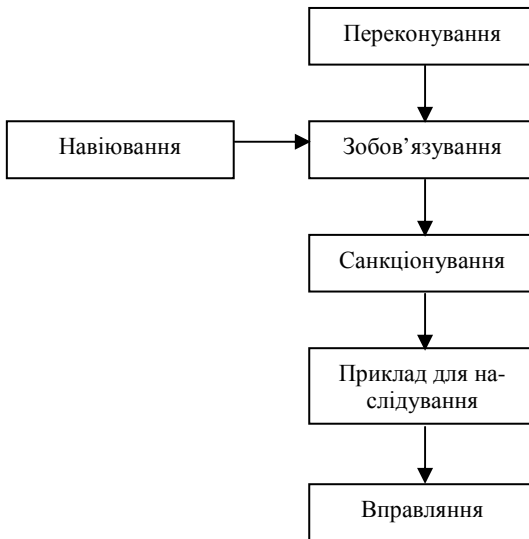 Переконування
Навіювання
Зобов’язування
Санкціонування
Приклад для на-
слідування
Вправляння